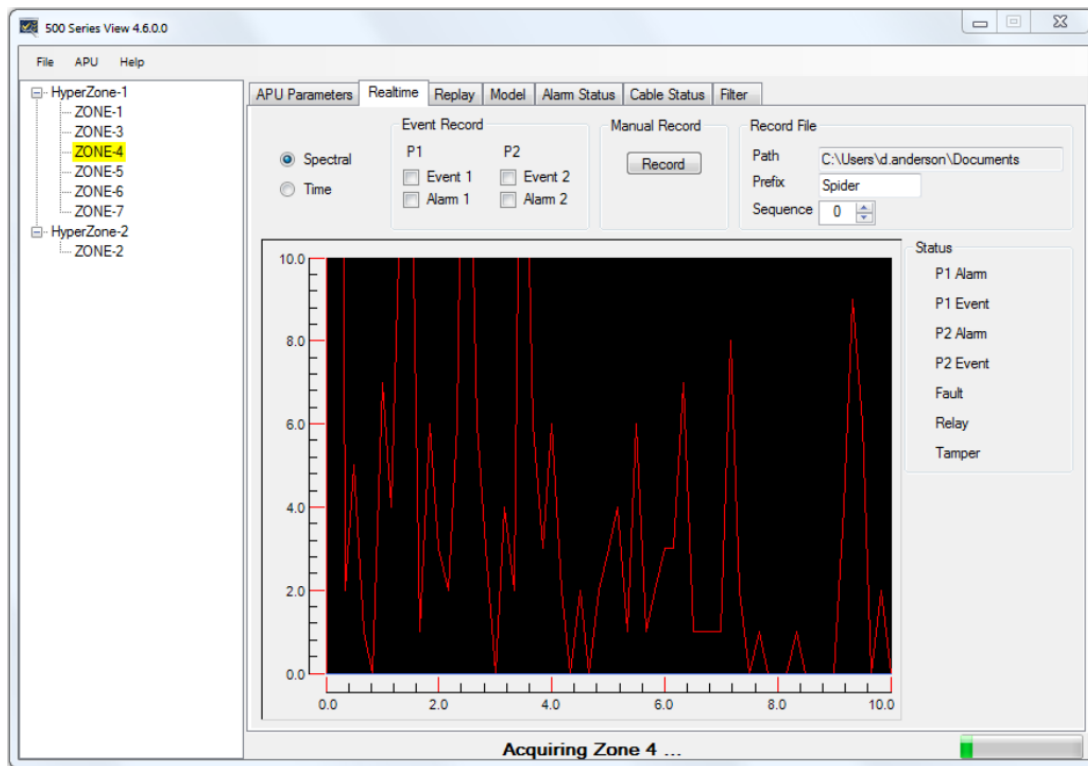 500 Series View 4.6.0.0
File APU Help
HyperZone-1
ZONE-1
ZONE-3
ZONE-4
ZONE-5
ZONE-6
ZONE-7
HyperZone-2
ZONE-2
APU Parameters Realtime Replay Model Alarm Status Cable Status Filter
Spectral
Time
Event Record
P1 P2
Event 1 Event 2
Alarm 1 Alarm 2
Manual Record
Record
Record File
Path C:\Users\d.anderson\Documents
Prefix Spider
Sequence 0
10.0
8.0
6.0
4.0
2.0
0.0
0.0 2.0 4.0 6.0 8.0 10.0
Status
P1 Alarm
P1 Event
P2 Alarm
P2 Event
Fault
Relay
Tamper
Acquiring Zone 4 ...